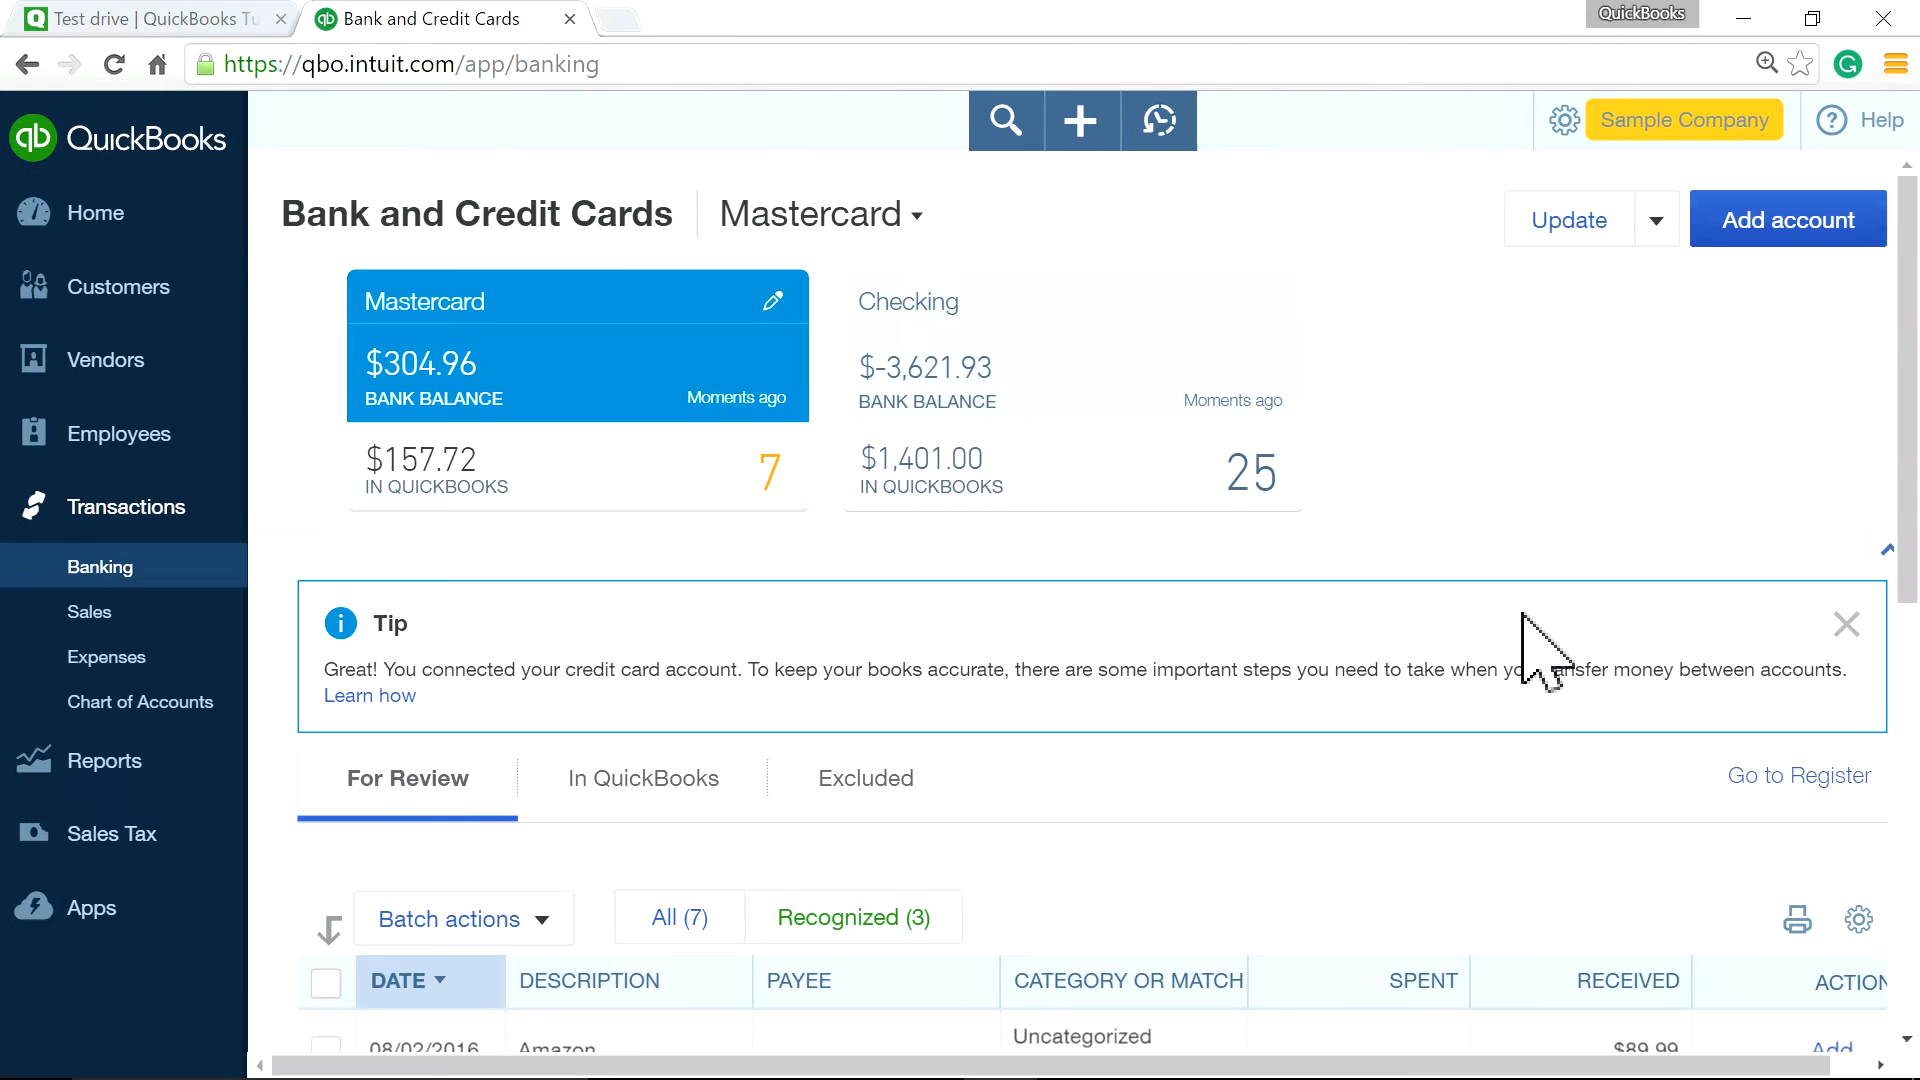 Test drive | QuickBooks Tu
Bank and Credit Cards
QuickBooks
https://qbo.intuit.com/app/banking
QuickBooks
Sample Company
Help
Home
Customers
Vendors
Employees
Transactions
Banking
Sales
Expenses
Chart of Accounts
Reports
Sales Tax
Apps
Bank and Credit Cards
Mastercard
Update
Add account
Mastercard
$304.96
BANK BALANCE
Moments ago
$157.72
IN QUICKBOOKS
7
Checking
$-3,621.93
BANK BALANCE
Moments ago
$1,401.00
IN QUICKBOOKS
25
Tip
Great! You connected your credit card account. To keep your books accurate, there are some important steps you need to take when money between accounts.
Learn how
For Review
In QuickBooks
Excluded
Go to Register
Batch actions
All (7)
Recognized (3)
DATE
DESCRIPTION
PAYEE
CATEGORY OR MATCH
SPENT
RECEIVED
ACTION
08/02/2016
Amazon
Uncategorized
$89.99
Add